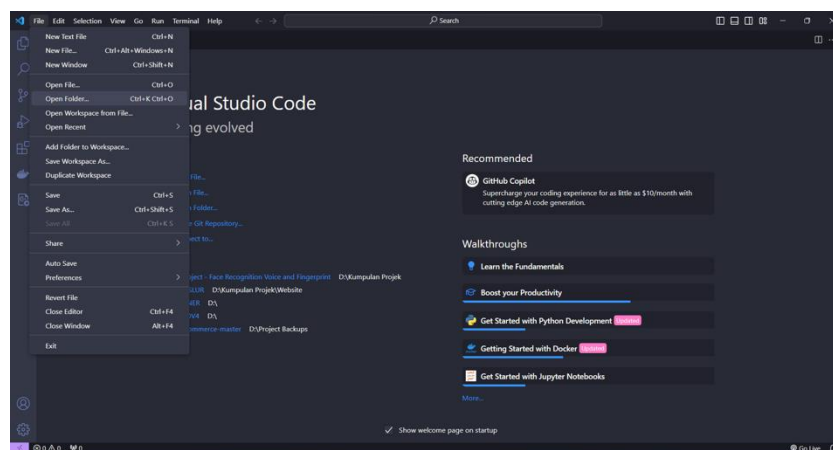 File Edit Selection View Go Run Terminal Help
Search
New Text File Ctrl+N
New File... Ctrl+Alt+Windows+N
New Window Ctrl+Shift+N
Open File... Ctrl+O
Open Folder... Ctrl+K Ctrl+O
Open Workspace from File...
Open Recent
Add Folder to Workspace...
Save Workspace As...
Duplicate Workspace
Save Ctrl+S
Save As... Ctrl+Shift+S
Save All Ctrl+K S
Share
Auto Save
Preferences
Revert File
Close Editor Ctrl+F4
Close Window Alt+F4
Exit
ual Studio Code
ng evolved
File...
File...
Folder...
Git Repository...
ect to...
ject - Face Recognition Voice and Fingerprint D:\Kumpulan Projek
D:\Kumpulan Projek\Website
D:\
D:\
ommerce-master D:\Project Backups
Recommended
GitHub Copilot
Supercharge your coding experience for as little as $10/month with
cutting edge AI code generation.
Walkthroughs
Learn the Fundamentals
Boost your Productivity
Get Started with Python Development Updated
Getting Started with Docker Updated
Get Started with Jupyter Notebooks
More...
Show welcome page on startup
0 0 0
Go Live